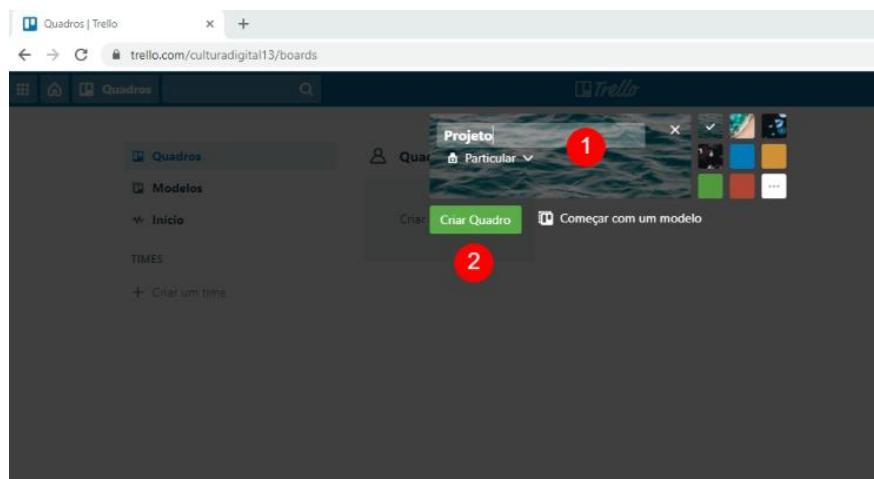 Quadros | Trello
trello.com/culturadigital13/boards
Quadros
Trello
Projeto
1
Particular
Quadros
Modelos
Início
TIMES
Criar um time
Criar Quadro
Começar com um modelo
2